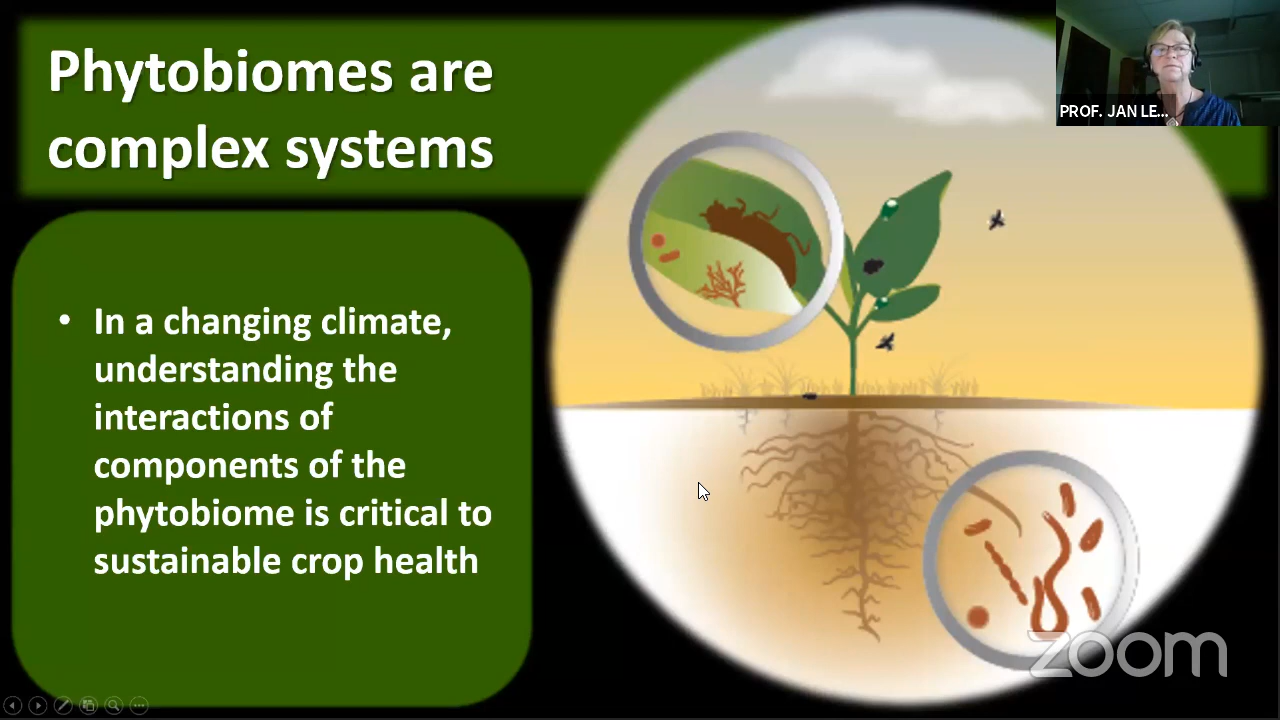 Phytobiomes are
complex systems
PROF. JAN LE...
• In a changing climate,
understanding the
interactions of
components of the
phytobiome is critical to
sustainable crop health
zoom